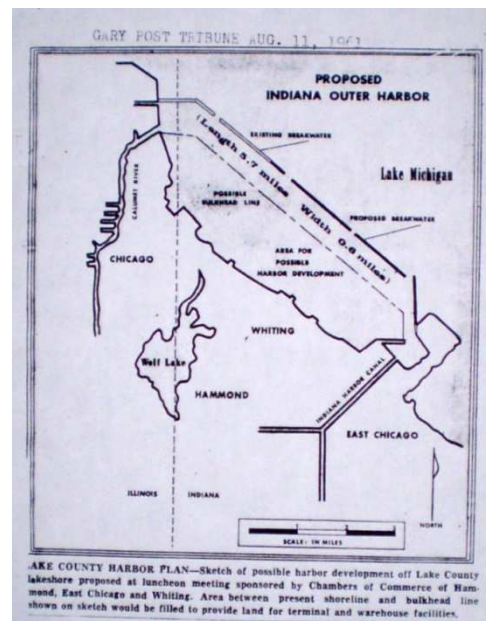 GARY POST TRIBUNE AUG. 11, 1961
PROPOSED
INDIANA OUTER HARBOR
EXISTING BREAKWATER
(Length 5.7 miles Width 0.6 miles)
Lake Michigan
POSSIBLE
BULKHEAD LINE
PROPOSED BREAKWATER
CALUMET RIVER
AREA FOR
POSSIBLE
HARBOR DEVELOPMENT
CHICAGO
WHITING
Wolf Lake
HAMMOND
INDIANA HARBOR CANAL
EAST CHICAGO
ILLINOIS INDIANA
NORTH
SCALE- IN MILES
AKE COUNTY HARBOR PLAN—Sketch of possible harbor development off Lake County
lakeshore proposed at luncheon meeting sponsored by Chambers of Commerce of Ham-
mond, East Chicago and Whiting. Area between present shoreline and bulkhead line
shown on sketch would be filled to provide land for terminal and warehouse facilities.